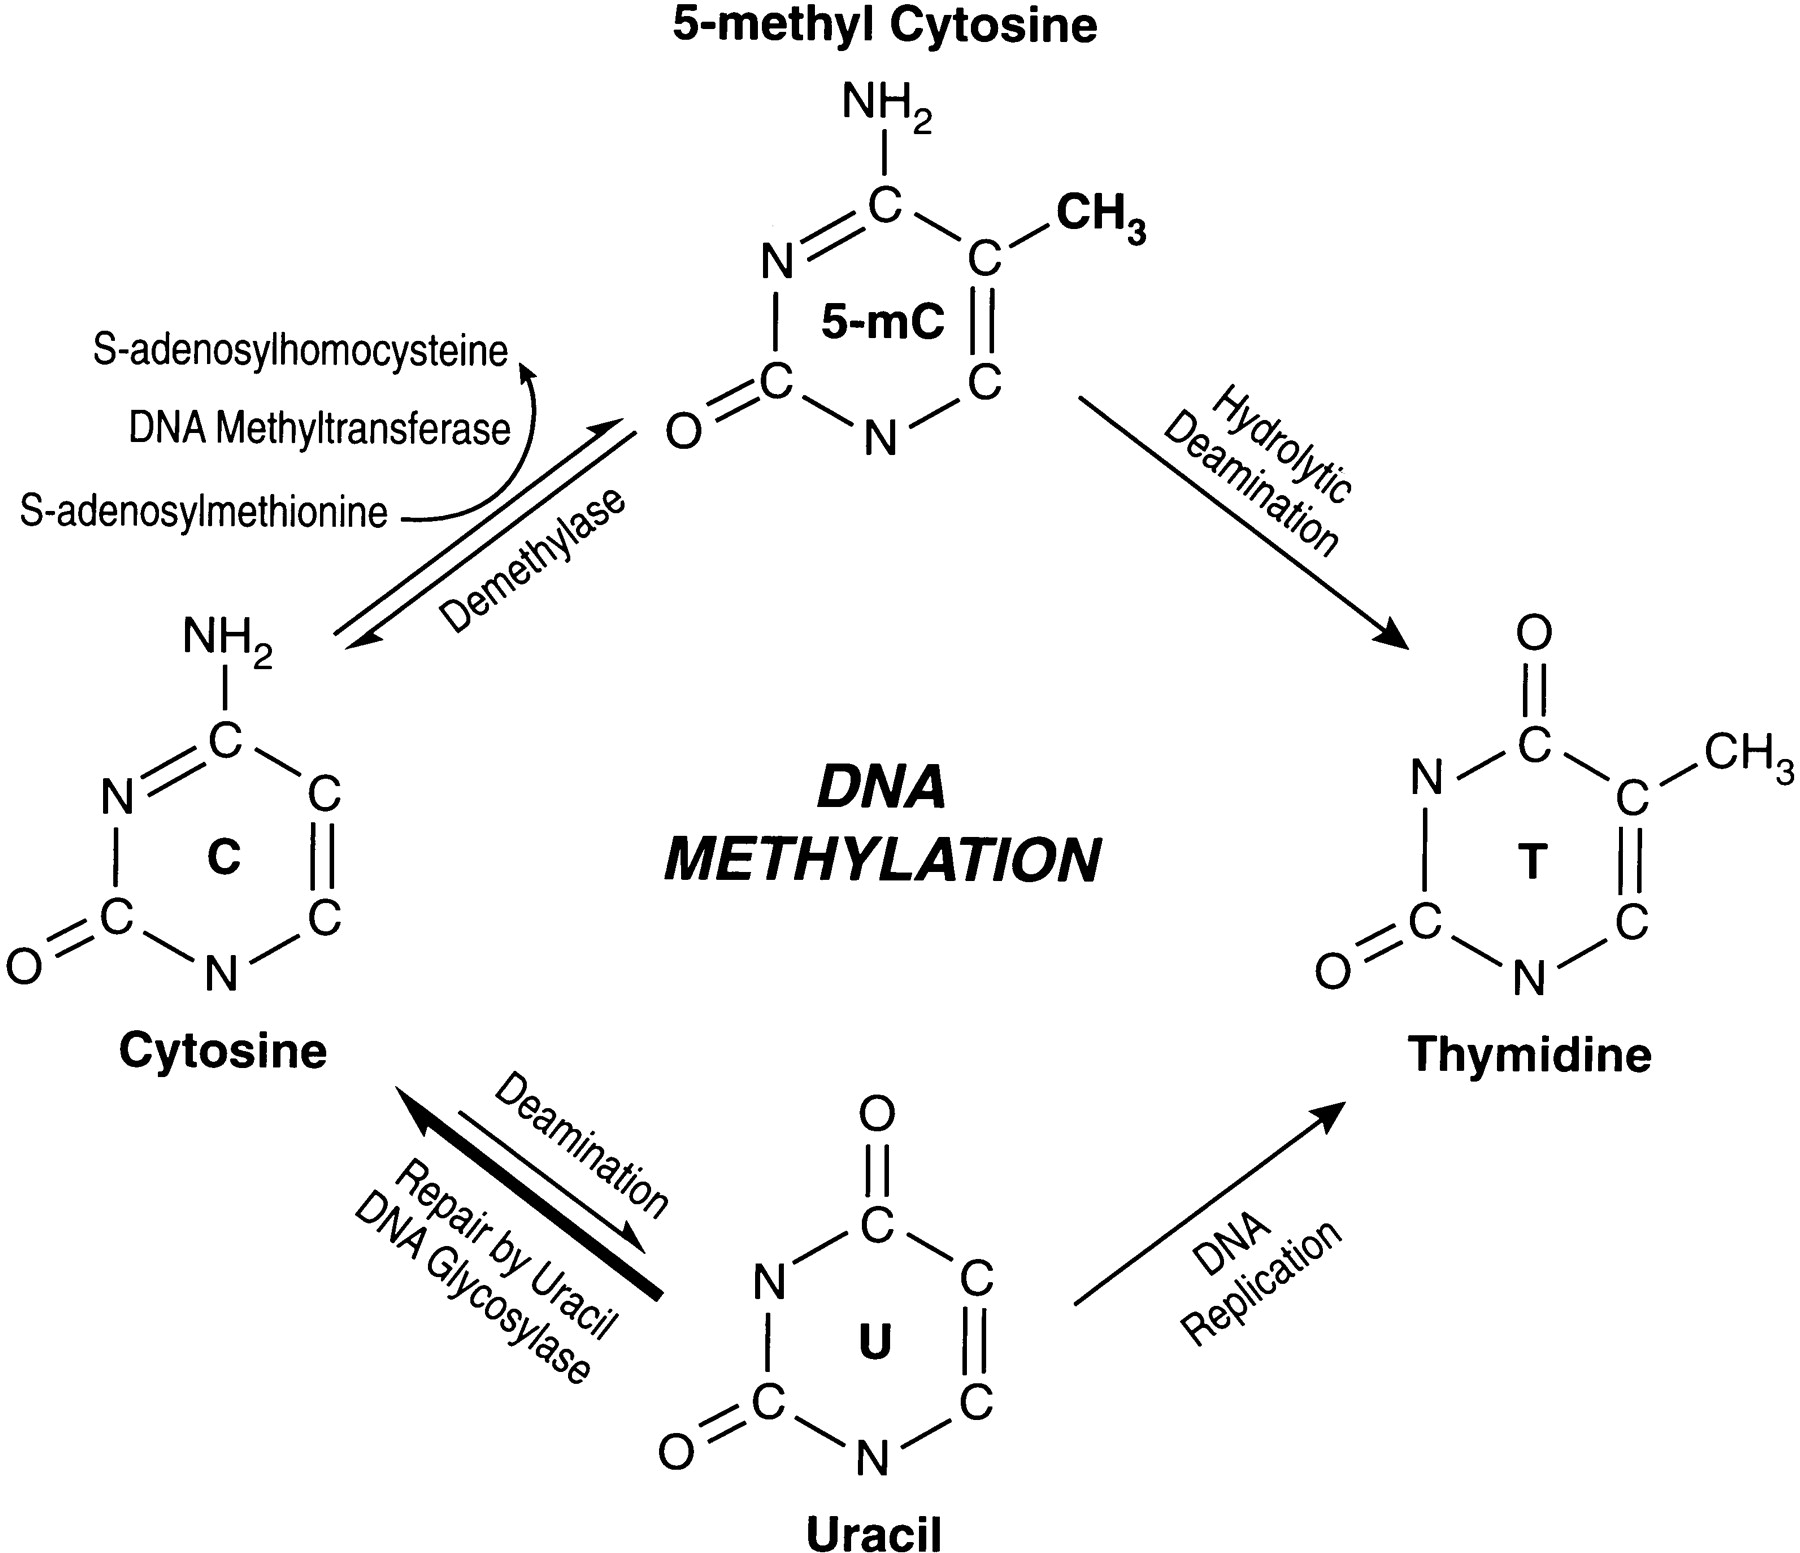 5-methyl Cytosine
NH2
C
CH3
N
C
5-mC
C
C
O
N
S-adenosylhomocysteine
DNA Methyltransferase
S-adenosylmethionine
Demethylase
Hydrolytic
Deamination
NH2
C
N
C
C
C
C
O
N
Cytosine
DNA
METHYLATION
O
C
CH3
N
C
T
C
C
O
N
Thymidine
Deamination
Repair by Uracil
DNA Glycosylase
O
C
N
C
U
C
C
O
N
Uracil
DNA
Replication